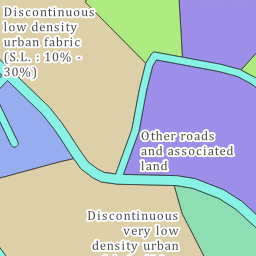 Discontinuous
low density
urban fabric
(S.L. : 10% -
30%)
Other roads
and associated
land
Discontinuous
very low
density urban